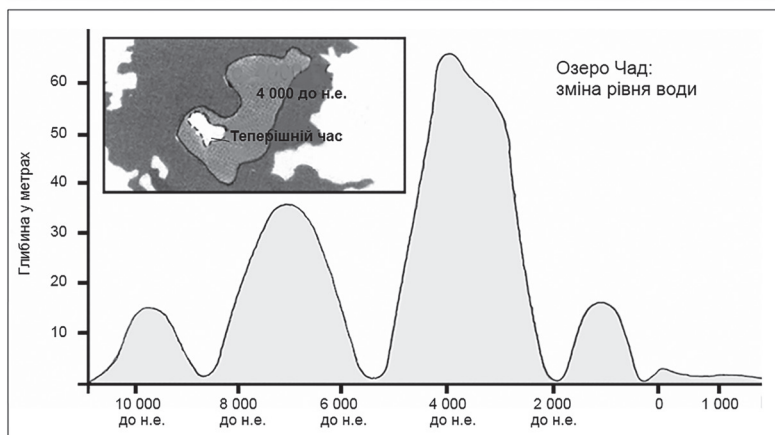 Озеро Чад:
зміна рівня води
4 000 до н.е.
Теперішній час
Глибина у метрах
60
50
40
30
20
10
10 000 8 000 6 000 4 000 2 000 0 1 000
до н.е. до н.е. до н.е. до н.е. до н.е.